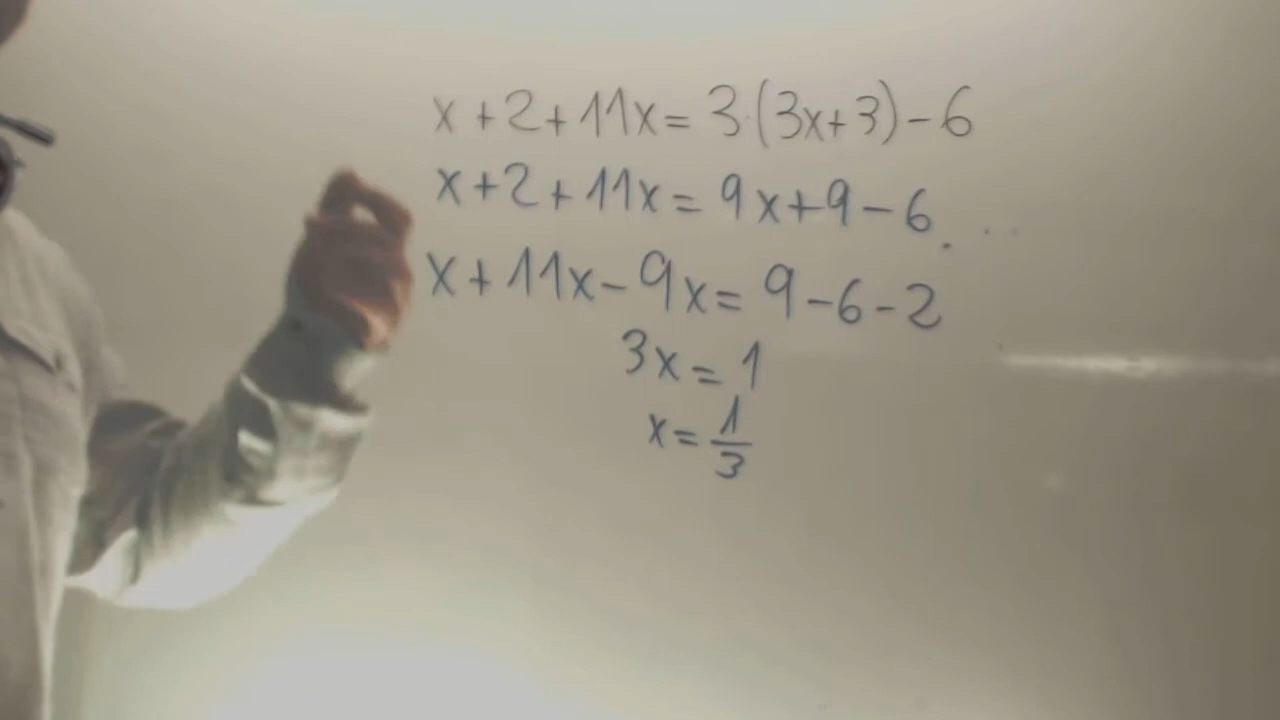 x + 2 + 11x = 3·(3x+3) - 6
x + 2 + 11x = 9x + 9 - 6
x + 11x - 9x = 9 - 6 - 2
3x = 1
x = 1/3